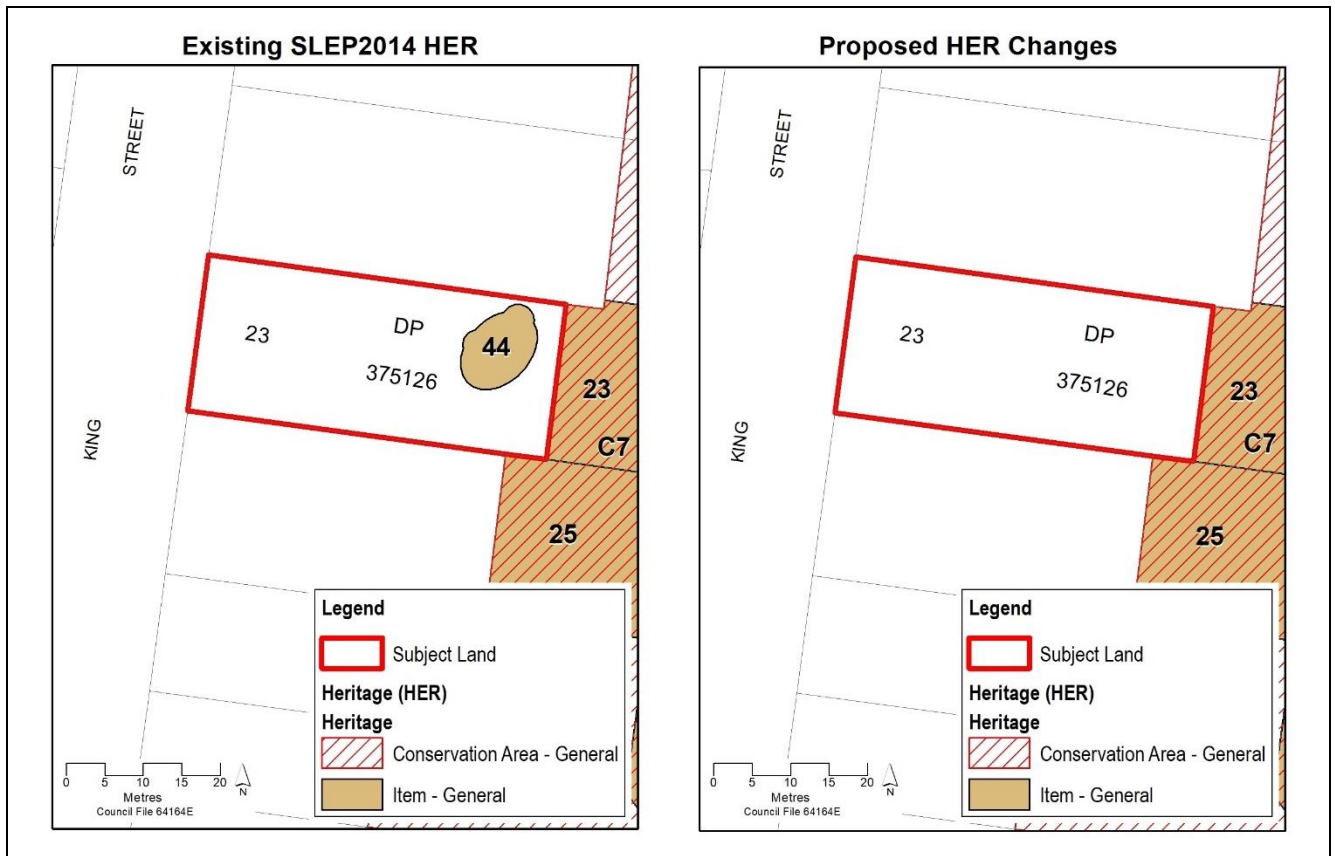 Existing SLEP2014 HER
STREET
KING
23
DP
375126
44
23
C7
25
Legend
Subject Land
Heritage (HER)
Heritage
Conservation Area - General
Item - General
0 5 10 15 20
Metres
Council File 64164E
N
Proposed HER Changes
STREET
KING
23
DP
375126
23
C7
25
Legend
Subject Land
Heritage (HER)
Heritage
Conservation Area - General
Item - General
0 5 10 15 20
Metres
Council File 64164E
N